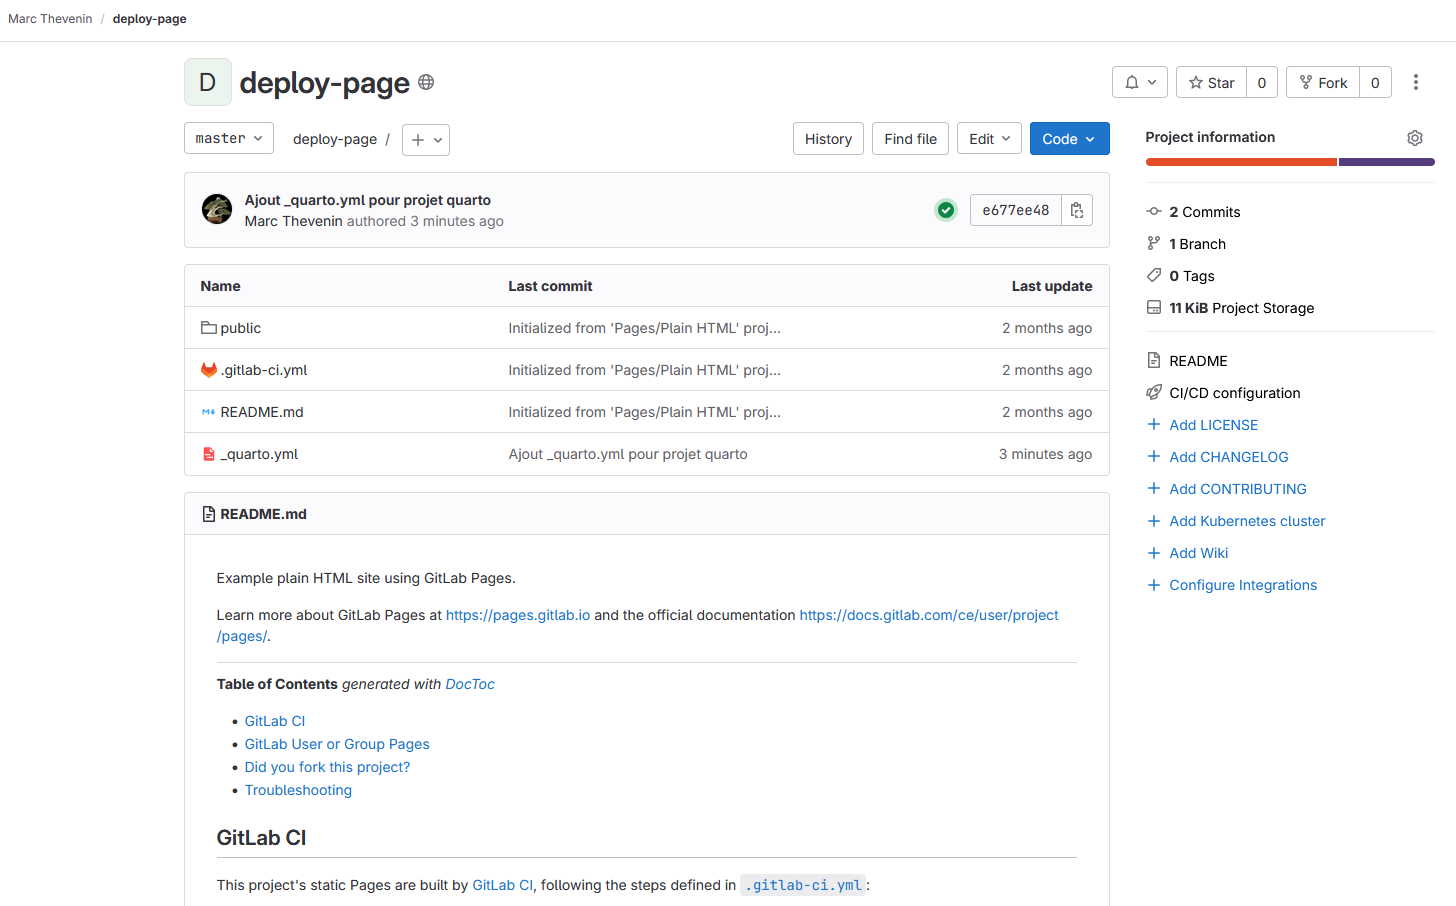 Marc Thevenin / deploy-page
D deploy-page
Star 0 Fork 0
master deploy-page / + History Find file Edit Code
Project information
Ajout _quarto.yml pour projet quarto
Marc Thevenin authored 3 minutes ago
e677ee48
2 Commits
1 Branch
0 Tags
11 KiB Project Storage
Name Last commit Last update
public Initialized from 'Pages/Plain HTML' proj... 2 months ago
.gitlab-ci.yml Initialized from 'Pages/Plain HTML' proj... 2 months ago
README.md Initialized from 'Pages/Plain HTML' proj... 2 months ago
_quarto.yml Ajout _quarto.yml pour projet quarto 3 minutes ago
README
CI/CD configuration
+ Add LICENSE
+ Add CHANGELOG
+ Add CONTRIBUTING
+ Add Kubernetes cluster
+ Add Wiki
+ Configure Integrations
README.md
Example plain HTML site using GitLab Pages.
Learn more about GitLab Pages at https://pages.gitlab.io and the official documentation https://docs.gitlab.com/ce/user/project
/pages/.
Table of Contents generated with DocToc
• GitLab CI
• GitLab User or Group Pages
• Did you fork this project?
• Troubleshooting
GitLab CI
This project's static Pages are built by GitLab CI, following the steps defined in .gitlab-ci.yml: